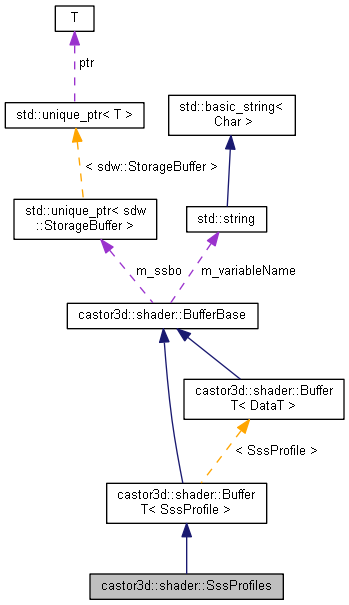 T
ptr
std::unique_ptr< T >
std::basic_string<
Char >
< sdw::StorageBuffer >
std::unique_ptr< sdw
::StorageBuffer >
std::string
m_ssbo
m_variableName
castor3d::shader::BufferBase
castor3d::shader::Buffer
T< DataT >
< SssProfile >
castor3d::shader::Buffer
T< SssProfile >
castor3d::shader::SssProfiles